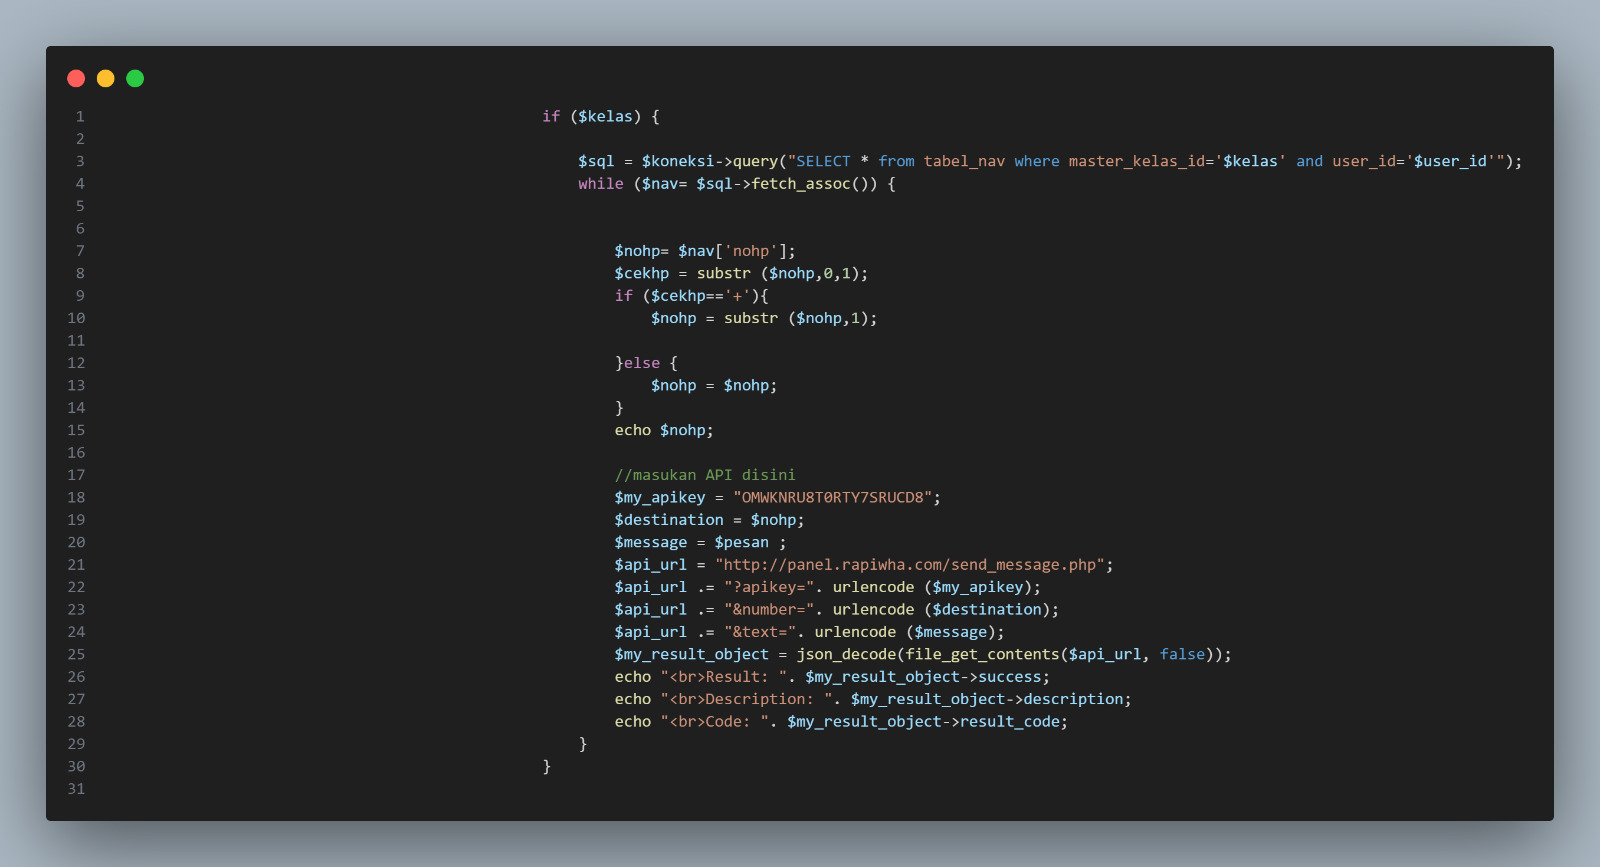 1 if ($kelas) {
2
3 $sql = $koneksi->query("SELECT * from tabel_nav where master_kelas_id='$kelas' and user_id='$user_id'");
4 while ($nav= $sql->fetch_assoc()) {
5
6
7 $nohp= $nav['nohp'];
8 $cekhp = substr ($nohp,0,1);
9 if ($cekhp=='+'){
10 $nohp = substr ($nohp,1);
11
12 }else {
13 $nohp = $nohp;
14 }
15 echo $nohp;
16
17 //masukan API disini
18 $my_apikey = "OMWKNRU8T0RTY7SRUCD8";
19 $destination = $nohp;
20 $message = $pesan ;
21 $api_url = "http://panel.rapiwha.com/send_message.php";
22 $api_url .= "?apikey=". urlencode ($my_apikey);
23 $api_url .= "&number=". urlencode ($destination);
24 $api_url .= "&text=". urlencode ($message);
25 $my_result_object = json_decode(file_get_contents($api_url, false));
26 echo "<br>Result: ". $my_result_object->success;
27 echo "<br>Description: ". $my_result_object->description;
28 echo "<br>Code: ". $my_result_object->result_code;
29 }
30 }
31